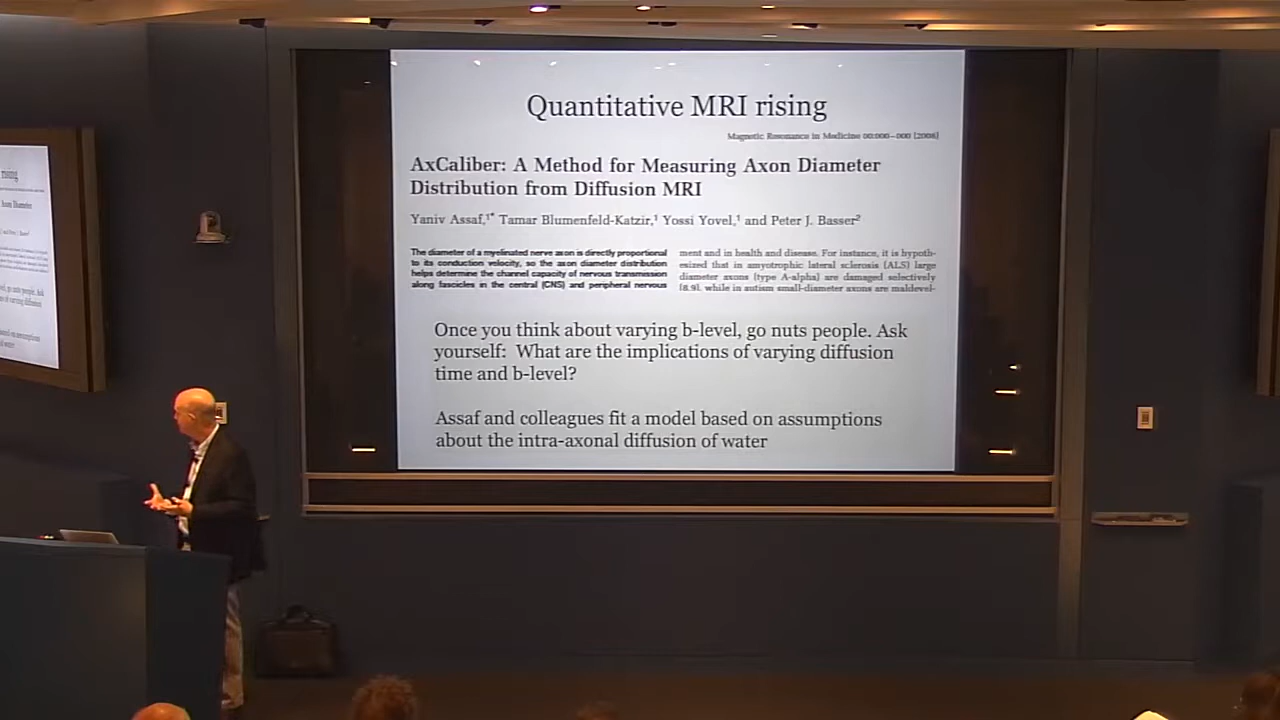 Quantitative MRI rising
Magnetic Resonance in Medicine 00:000–000 (2008)
AxCaliber: A Method for Measuring Axon Diameter
Distribution from Diffusion MRI
Yaniv Assaf,1* Tamar Blumenfeld-Katzir,1 Yossi Yovel,1 and Peter J. Basser2
The diameter of a myelinated nerve axon is directly proportional
to its conduction velocity, so the axon diameter distribution
helps determine the channel capacity of nervous transmission
along fascicles in the central (CNS) and peripheral nervous
ment and in health and disease. For instance, it is hypoth-
esized that in amyotrophic lateral sclerosis (ALS) large
diameter axons (type A-alpha) are damaged selectively
(8,9), while in autism small-diameter axons are maldevel-
Once you think about varying b-level, go nuts people. Ask
yourself: What are the implications of varying diffusion
time and b-level?
Assaf and colleagues fit a model based on assumptions
about the intra-axonal diffusion of water
rising